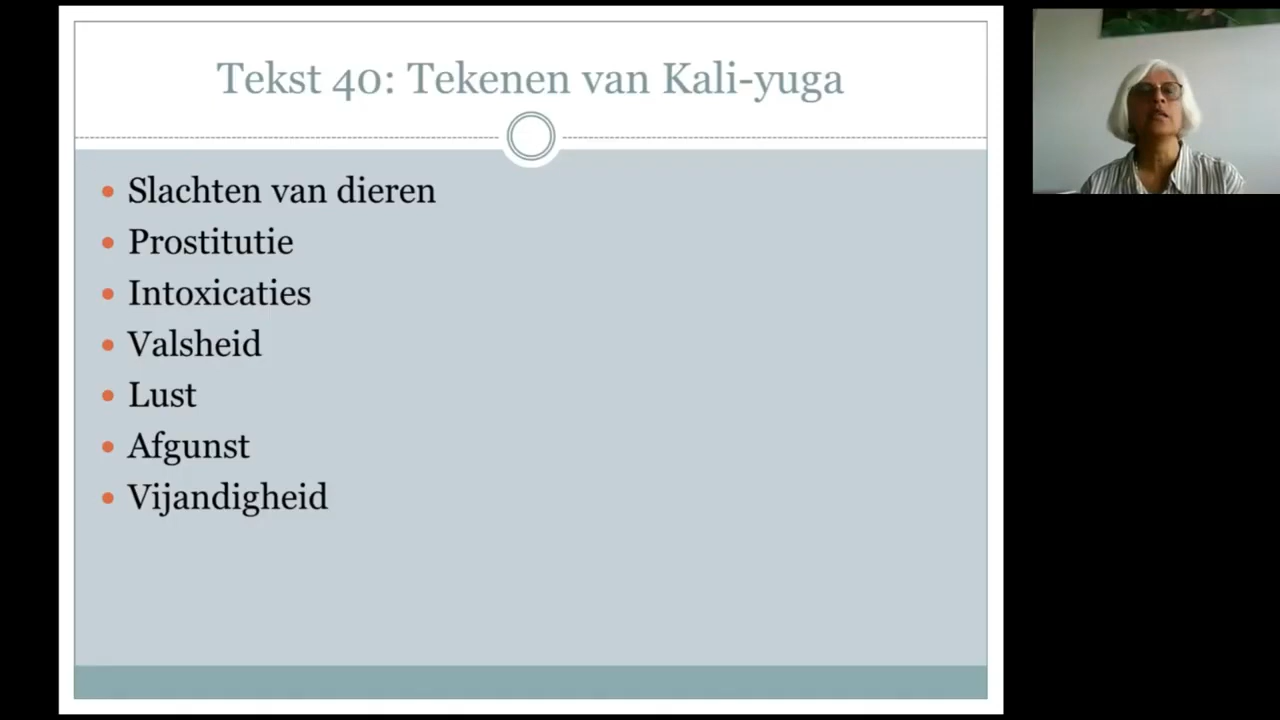 Tekst 40: Tekenen van Kali-yuga
Slachten van dieren
Prostitutie
Intoxicaties
Valsheid
Lust
Afgunst
Vijandigheid